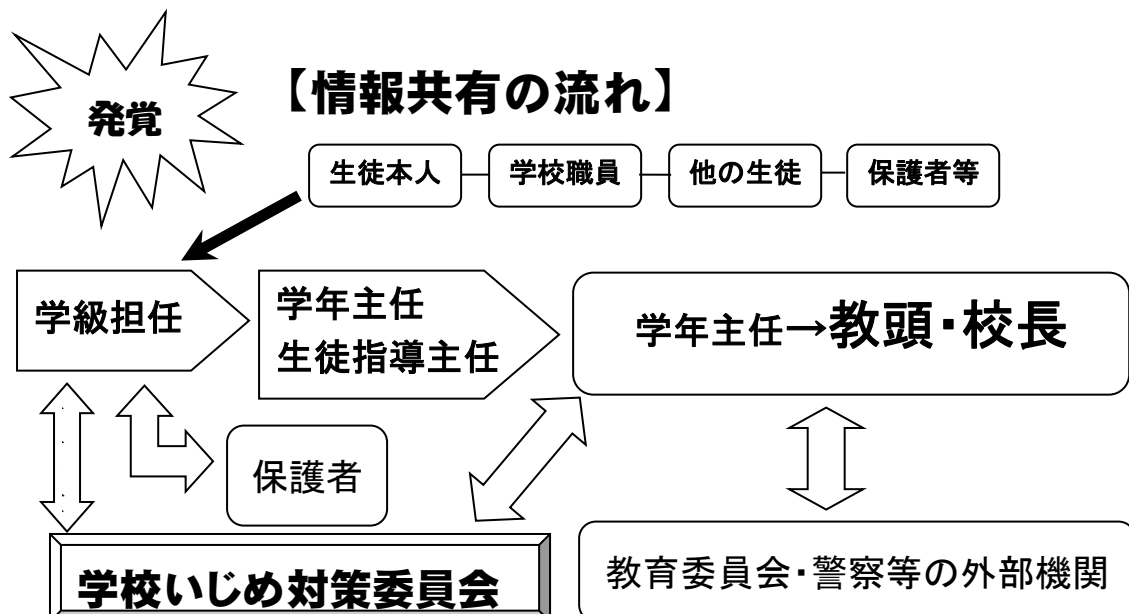 発覚
【情報共有の流れ】
生徒本人
学校職員
他の生徒
保護者等
学級担任
学年主任
生徒指導主任
学年主任→教頭・校長
保護者
学校いじめ対策委員会
教育委員会・警察等の外部機関